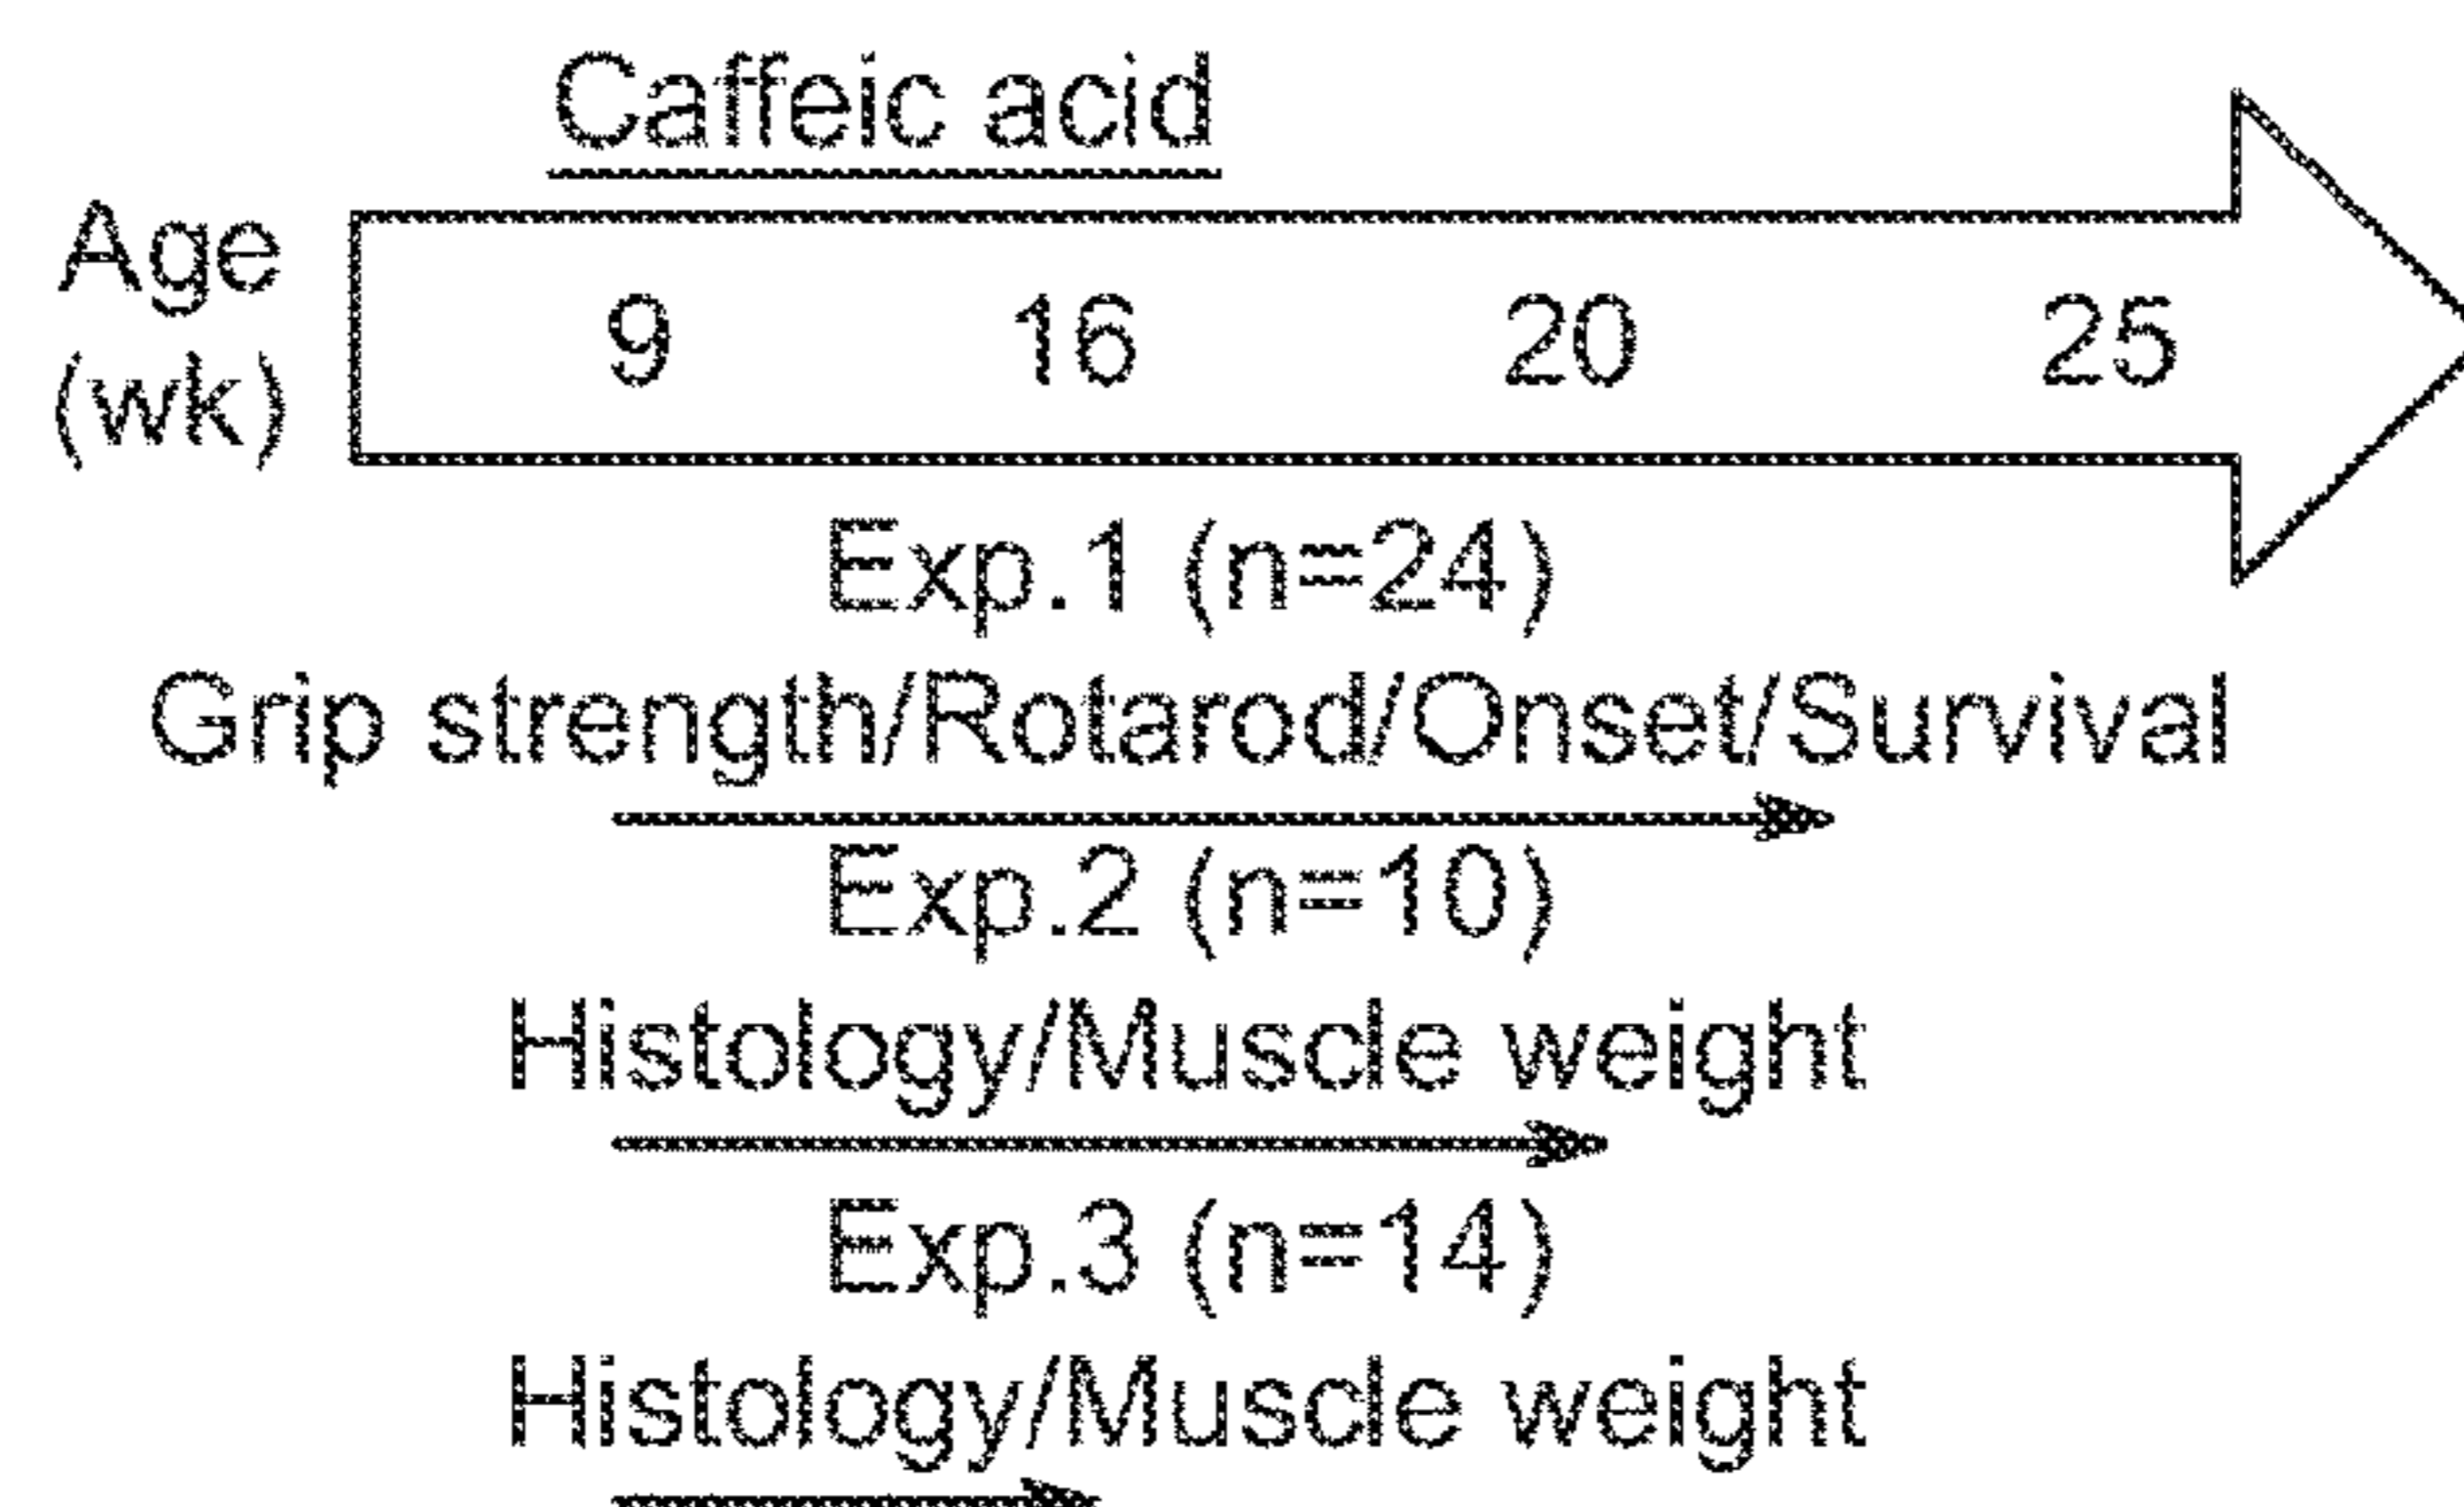 Caffeic acid
Age
(wk)
9 16 20 25
Exp.1 (n=24)
Grip strength/Rotarod/Onset/Survival
Exp.2 (n=10)
Histology/Muscle weight
Exp.3 (n=14)
Histology/Muscle weight